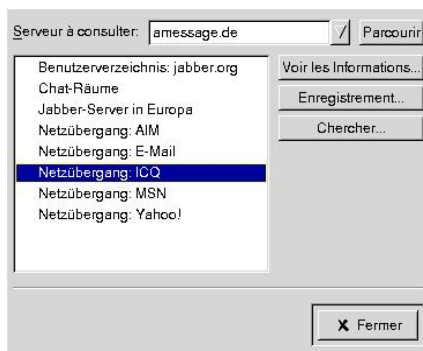 Serveur à consulter: amessage.de Parcourir
Benutzerverzeichnis: jabber.org
Chat-Räume
Jabber-Server in Europa
Netzübergang: AIM
Netzübergang: E-Mail
Netzübergang: ICQ
Netzübergang: MSN
Netzübergang: Yahoo!
Voir les Informations...
Enregistrement...
Chercher...
Fermer